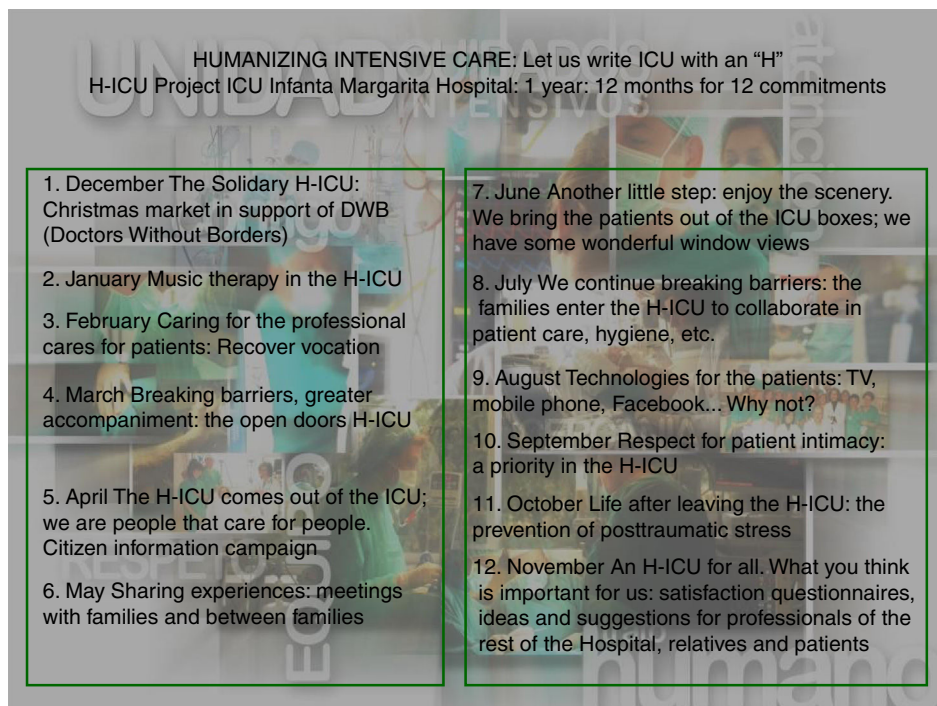 UNIDAD CUIDADOS
INTENSIVOS
HUMANIZING INTENSIVE CARE: Let us write ICU with an “H”
H-ICU Project ICU Infanta Margarita Hospital: 1 year: 12 months for 12 commitments
1. December The Solidary H-ICU:
Christmas market in support of DWB
(Doctors Without Borders)
2. January Music therapy in the H-ICU
3. February Caring for the professional
cares for patients: Recover vocation
4. March Breaking barriers, greater
accompaniment: the open doors H-ICU
5. April The H-ICU comes out of the ICU;
we are people that care for people.
Citizen information campaign
6. May Sharing experiences: meetings
with families and between families
7. June Another little step: enjoy the scenery.
We bring the patients out of the ICU boxes; we
have some wonderful window views
8. July We continue breaking barriers: the
families enter the H-ICU to collaborate in
patient care, hygiene, etc.
9. August Technologies for the patients: TV,
mobile phone, Facebook... Why not?
10. September Respect for patient intimacy:
a priority in the H-ICU
11. October Life after leaving the H-ICU: the
prevention of posttraumatic stress
12. November An H-ICU for all. What you think
is important for us: satisfaction questionnaires,
ideas and suggestions for professionals of the
rest of the Hospital, relatives and patients
RESPETO
EQUIPO
trato
humano